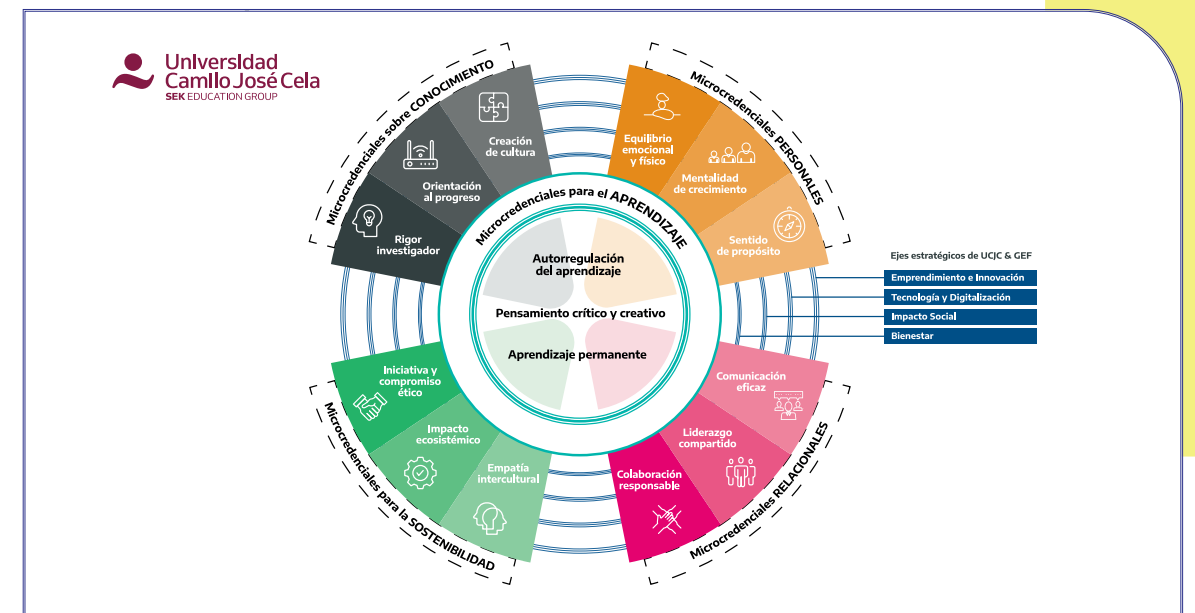 Universidad
Camilo José Cela
SEK EDUCATION GROUP
Microcredenciales sobre CONOCIMIENTO
Creación
de cultura
Orientación
al progreso
Rigor
investigador
Microcredenciales PERSONALES
Equilibrio
emocional
y físico
Mentalidad
de crecimiento
Sentido
de propósito
Microcredenciales para el APRENDIZAJE
Autorregulación
del aprendizaje
Pensamiento crítico y creativo
Aprendizaje permanente
Ejes estratégicos de UCJC & GEF
Emprendimiento e Innovación
Tecnología y Digitalización
Impacto Social
Bienestar
Iniciativa y
compromiso
ético
Impacto
ecosistémico
Empatía
intercultural
Microcredenciales para la SOSTENIBILIDAD
Comunicación
eficaz
Liderazgo
compartido
Colaboración
responsable
Microcredenciales RELACIONALES